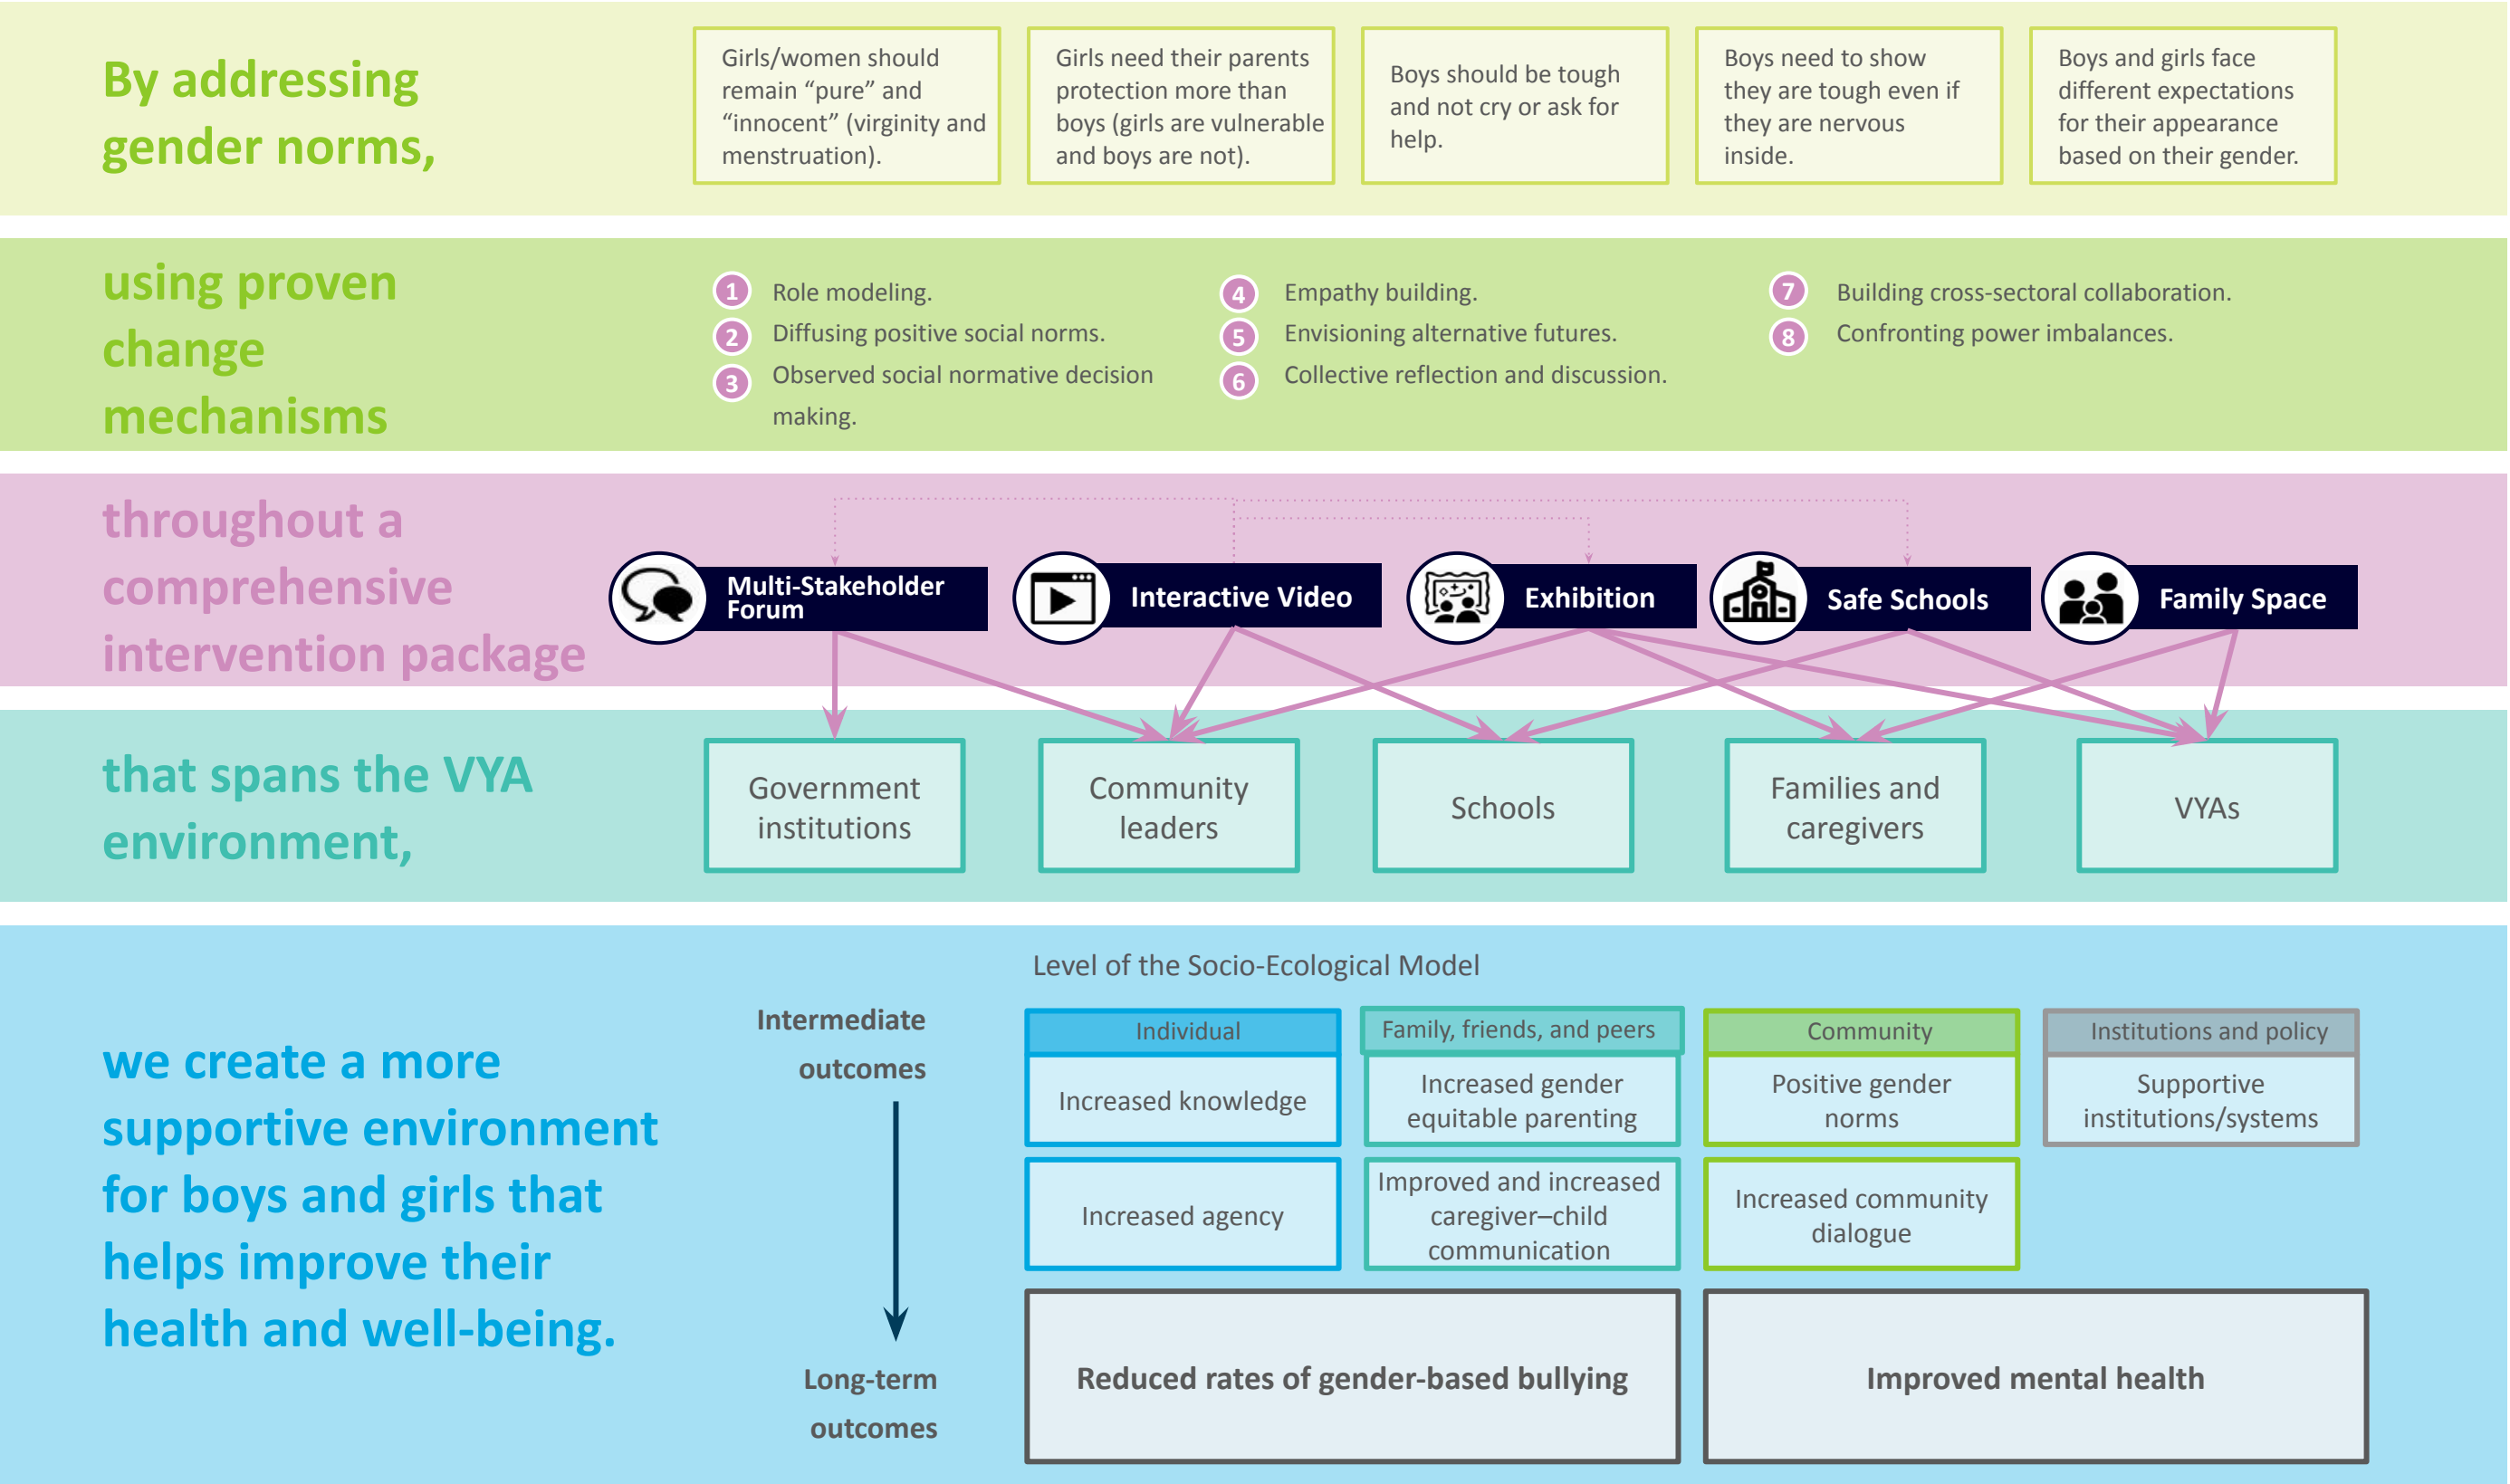 By addressing
gender norms,
Girls/women should
remain “pure” and
“innocent” (virginity and
menstruation).
Girls need their parents
protection more than
boys (girls are vulnerable
and boys are not).
Boys should be tough
and not cry or ask for
help.
Boys need to show
they are tough even if
they are nervous
inside.
Boys and girls face
different expectations
for their appearance
based on their gender.
using proven
change
mechanisms
1 Role modeling.
2 Diffusing positive social norms.
3 Observed social normative decision
making.
4 Empathy building.
5 Envisioning alternative futures.
6 Collective reflection and discussion.
7 Building cross-sectoral collaboration.
8 Confronting power imbalances.
throughout a
comprehensive
intervention package
Multi-Stakeholder
Forum
Interactive Video
Exhibition
Safe Schools
Family Space
that spans the VYA
environment,
Government
institutions
Community
leaders
Schools
Families and
caregivers
VYAs
we create a more
supportive environment
for boys and girls that
helps improve their
health and well-being.
Level of the Socio-Ecological Model
Intermediate
outcomes
Individual
Increased knowledge
Increased agency
Family, friends, and peers
Increased gender
equitable parenting
Improved and increased
caregiver–child
communication
Community
Positive gender
norms
Increased community
dialogue
Institutions and policy
Supportive
institutions/systems
Long-term
outcomes
Reduced rates of gender-based bullying
Improved mental health